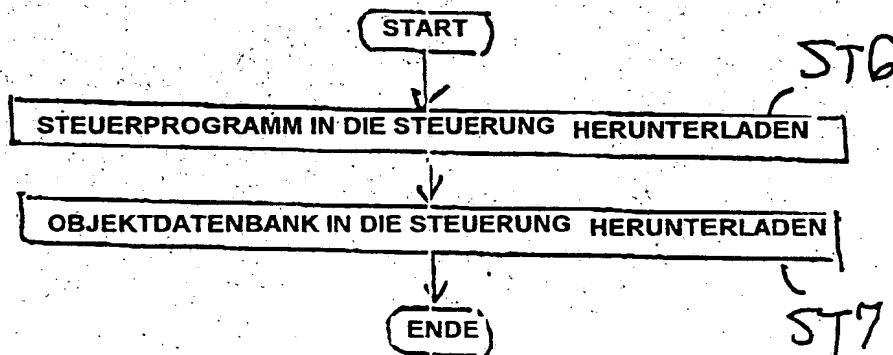 START
ST6
STEUERPROGRAMM IN DIE STEUERUNG HERUNTERLADEN
OBJEKTDATENBANK IN DIE STEUERUNG HERUNTERLADEN
ENDE
ST7